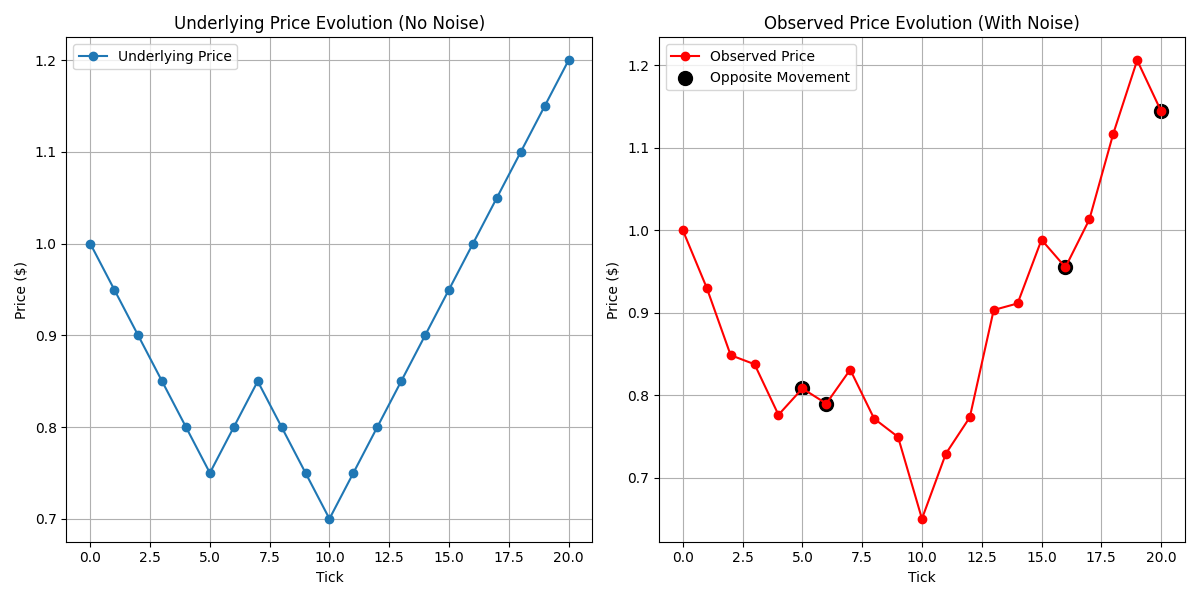 Underlying Price Evolution (No Noise)
Underlying Price
Price ($)
1.2
1.1
1.0
0.9
0.8
0.7
0.0 2.5 5.0 7.5 10.0 12.5 15.0 17.5 20.0
Tick
Observed Price Evolution (With Noise)
Observed Price
Opposite Movement
Price ($)
1.2
1.1
1.0
0.9
0.8
0.7
0.0 2.5 5.0 7.5 10.0 12.5 15.0 17.5 20.0
Tick